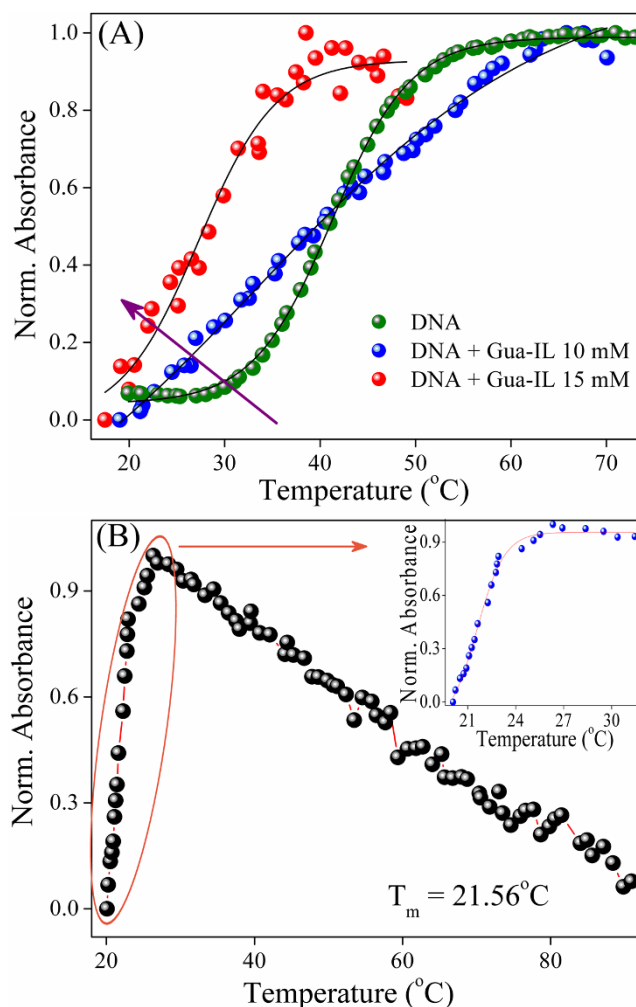 (A)
Norm. Absorbance
1.0
0.8
0.6
0.4
0.2
0.0
DNA
DNA + Gua-IL 10 mM
DNA + Gua-IL 15 mM
20 30 40 50 60 70
Temperature (°C)
(B)
Norm. Absorbance
0.9
0.6
0.3
0.0
Norm. Absorbance
0.9
0.6
0.3
0.0
21 24 27 30
Temperature (°C)
Tm = 21.56°C
20 40 60 80
Temperature (°C)